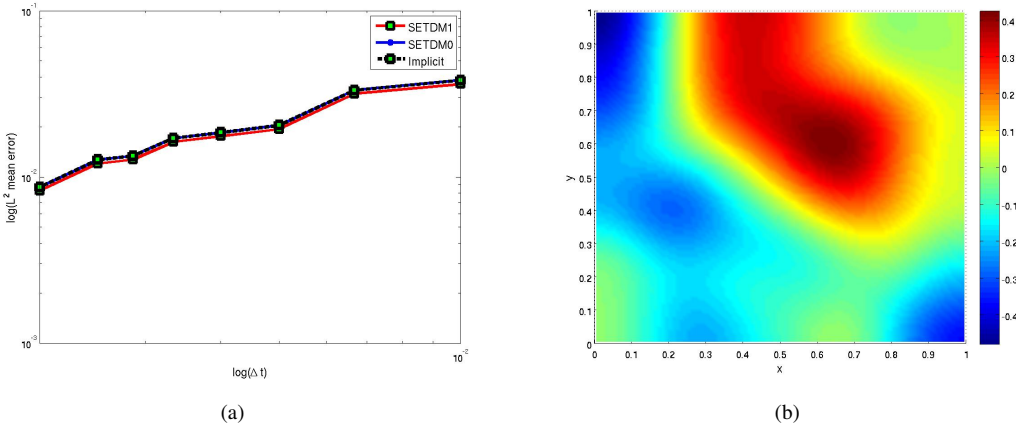 10⁻¹
10⁻²
10⁻³
log(L² mean error)
SETDM1
SETDM0
Implicit
10⁻²
log(Δ t)
(a)
1
0.9
0.8
0.7
0.6
0.5
0.4
0.3
0.2
0.1
0
y
0 0.1 0.2 0.3 0.4 0.5 0.6 0.7 0.8 0.9 1
x
0.4
0.3
0.2
0.1
0
-0.1
-0.2
-0.3
-0.4
(b)